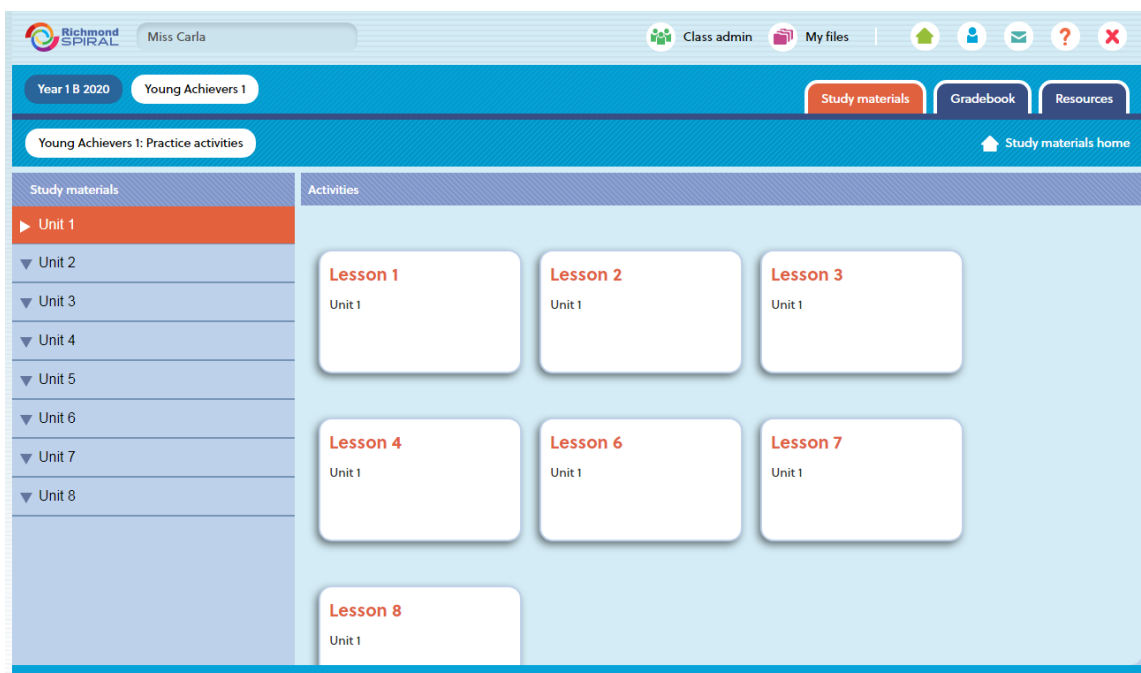 Richmond
SPIRAL
Miss Carla
Class admin
My files
?
Year 1 B 2020
Young Achievers 1
Study materials
Gradebook
Resources
Young Achievers 1: Practice activities
Study materials home
Study materials
Activities
Unit 1
Unit 2
Unit 3
Unit 4
Unit 5
Unit 6
Unit 7
Unit 8
Lesson 1
Unit 1
Lesson 2
Unit 1
Lesson 3
Unit 1
Lesson 4
Unit 1
Lesson 6
Unit 1
Lesson 7
Unit 1
Lesson 8
Unit 1